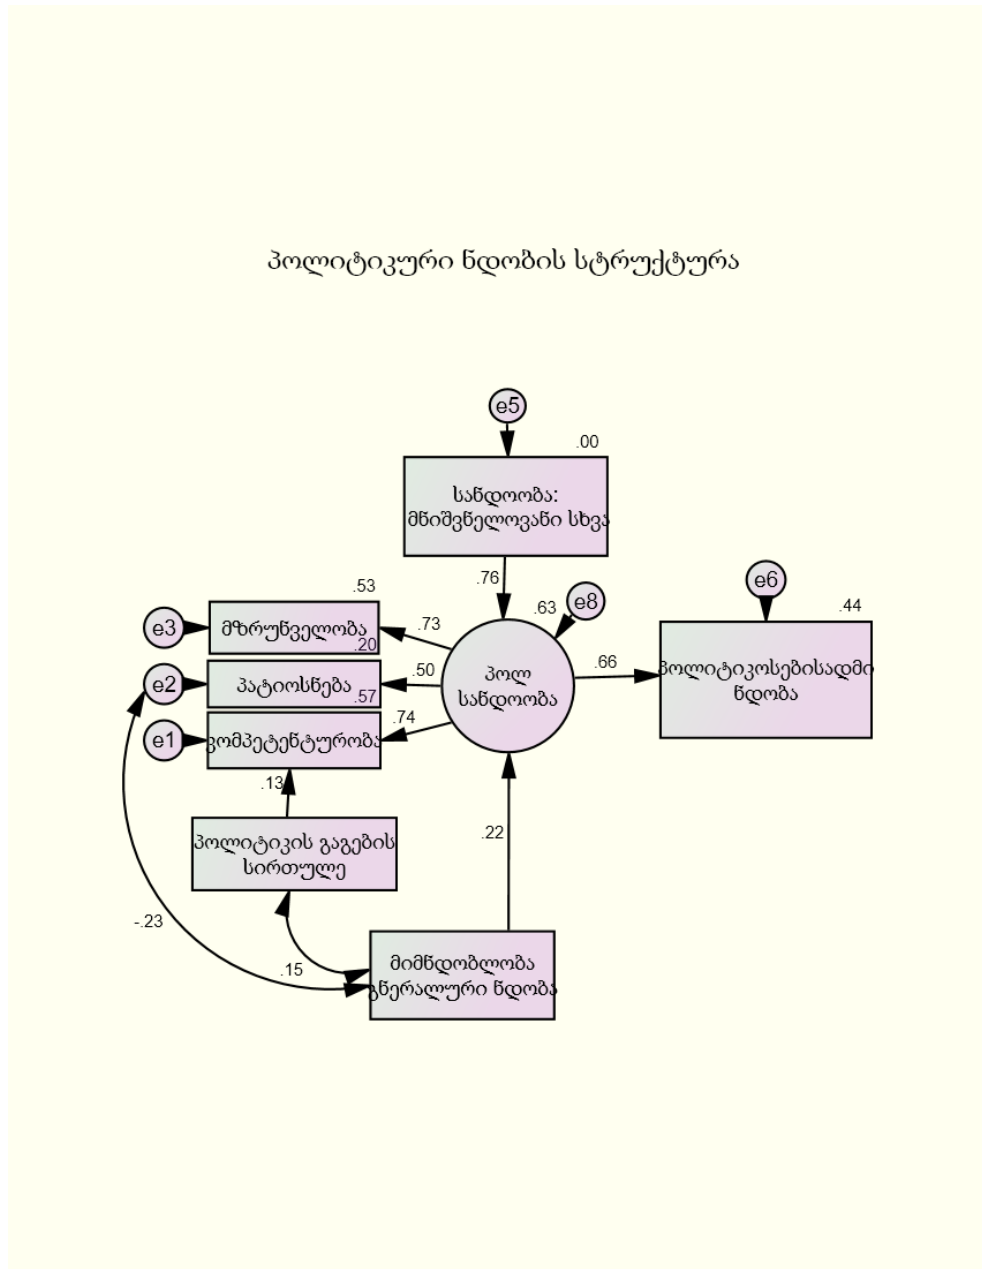 პოლიტიკური ნდობის სტრუქტურა
e5
.00
სანდოობა:
მნიშვნელოვანი სხვა
.76
e8
.63
e6
.44
.53
e3
მზრუნველობა
.73
.20
e2
პატიოსნება
.50
.57
პოლ
სანდოობა
.66
პოლიტიკოსებისადმი
ნდობა
e1
კომპეტენტურობა
.74
.13
პოლიტიკის გაგების
სირთულე
.22
-.23
.15
მიმნდობლობა
გნერალური ნდობა